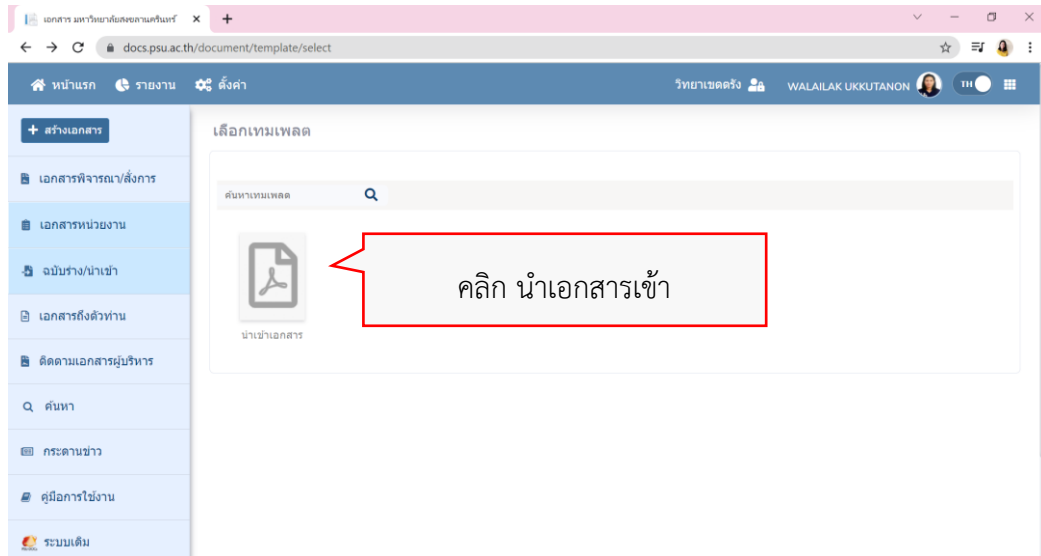 เอกสาร มหาวิทยาลัยสงขลานครินทร์
docs.psu.ac.th/document/template/select
หน้าแรก รายงาน ตั้งค่า วิทยาเขตตรัง WALAILAK UKKUTANON TH
สร้างเอกสาร
เลือกเทมเพลต
เอกสารพิจารณา/สั่งการ
ค้นหาเทมเพลต
เอกสารหน่วยงาน
ฉบับร่าง/นำเข้า
คลิก นำเอกสารเข้า
เอกสารถึงตัวท่าน
นำเข้าเอกสาร
ติดตามเอกสารผู้บริหาร
ค้นหา
กระดานข่าว
คู่มือการใช้งาน
ระบบเดิม